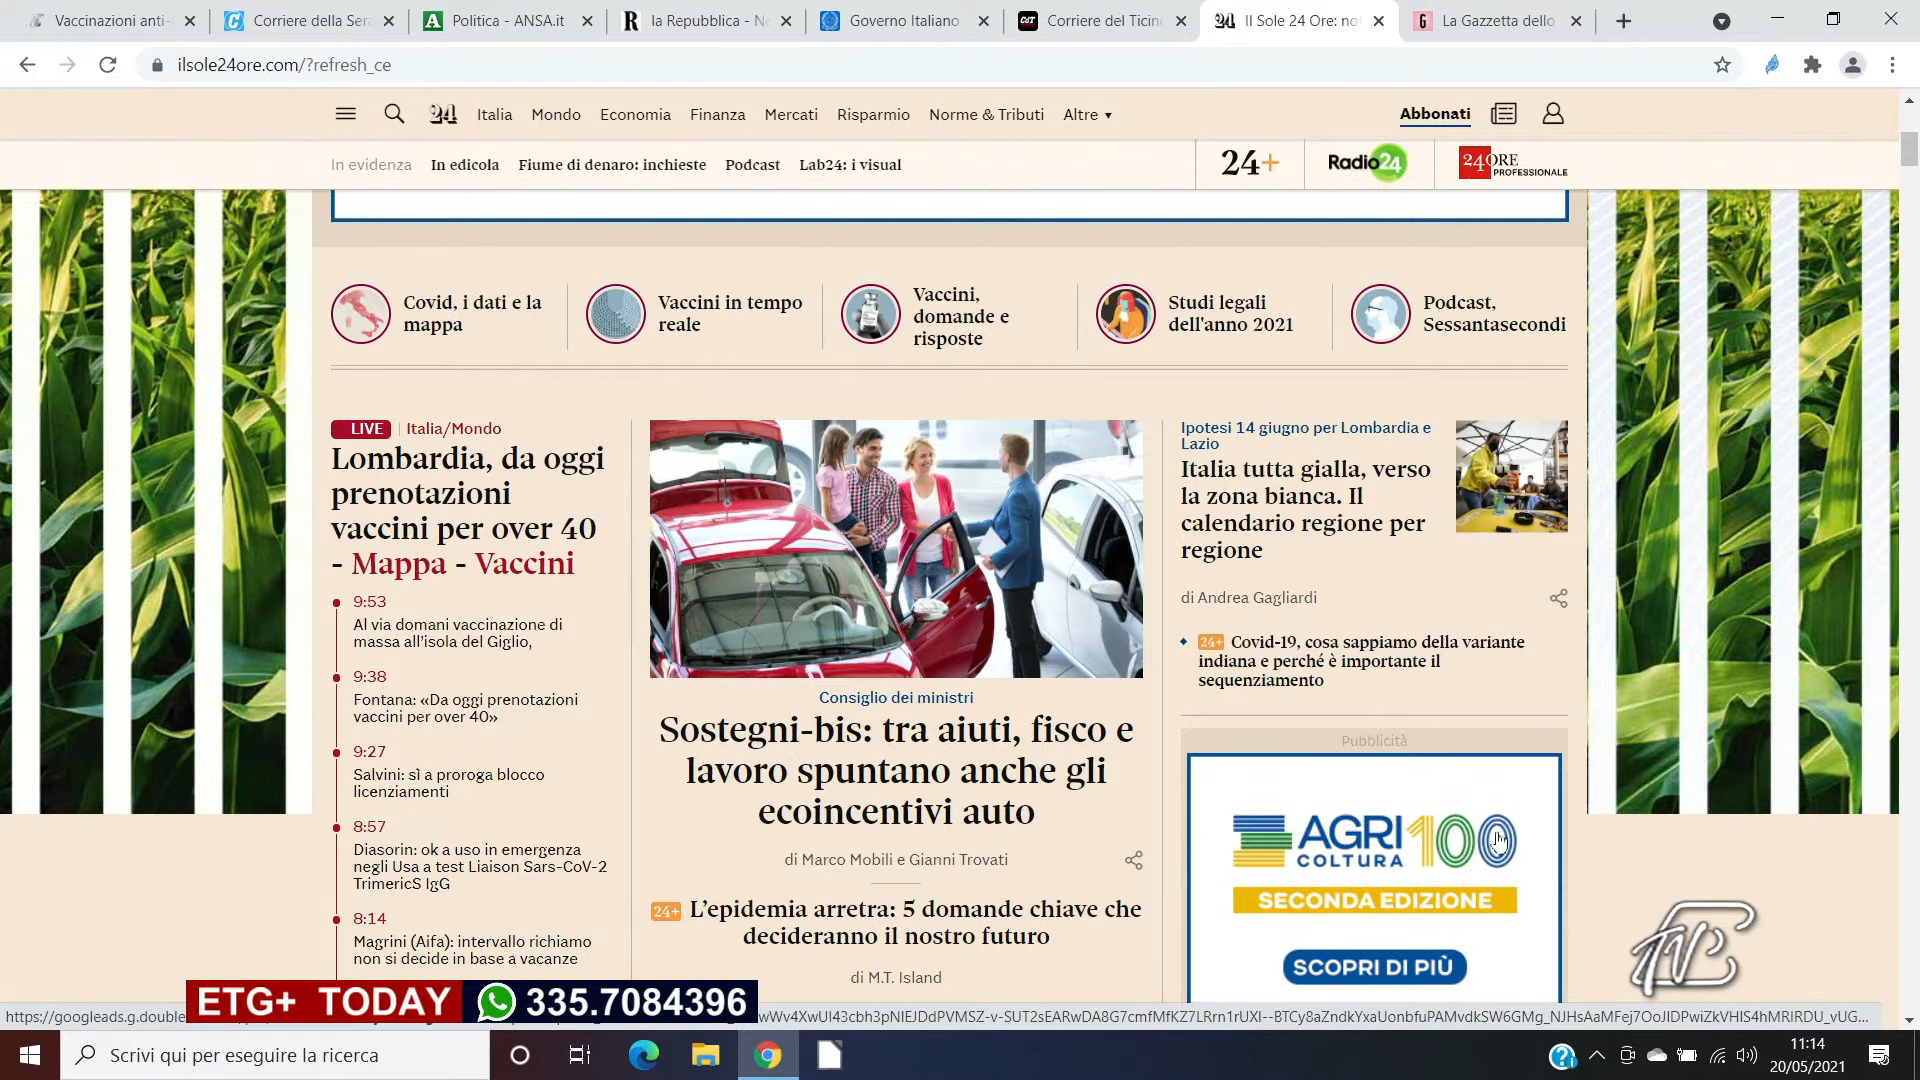 Vaccinazioni anti-
Corriere della Sera
Politica - ANSA.it
la Repubblica - Ne
Governo Italiano
Corriere del Ticino
Il Sole 24 Ore: not
La Gazzetta dello
ilsole24ore.com/?refresh_ce
24 Italia Mondo Economia Finanza Mercati Risparmio Norme & Tributi Altre
Abbonati
In evidenza In edicola Fiume di denaro: inchieste Podcast Lab24: i visual
24+
Radio24
24ORE
PROFESSIONALE
Covid, i dati e la
mappa
Vaccini in tempo
reale
Vaccini,
domande e
risposte
Studi legali
dell'anno 2021
Podcast,
Sessantasecondi
LIVE | Italia/Mondo
Lombardia, da oggi
prenotazioni
vaccini per over 40
- Mappa - Vaccini
9:53
Al via domani vaccinazione di
massa all'isola del Giglio,
9:38
Fontana: «Da oggi prenotazioni
vaccini per over 40»
9:27
Salvini: sì a proroga blocco
licenziamenti
8:57
Diasorin: ok a uso in emergenza
negli Usa a test Liaison Sars-CoV-2
TrimericS IgG
8:14
Magrini (Aifa): intervallo richiamo
non si decide in base a vacanze
Consiglio dei ministri
Sostegni-bis: tra aiuti, fisco e
lavoro spuntano anche gli
ecoincentivi auto
di Marco Mobili e Gianni Trovati
24+ L'epidemia arretra: 5 domande chiave che
decideranno il nostro futuro
di M.T. Island
Ipotesi 14 giugno per Lombardia e
Lazio
Italia tutta gialla, verso
la zona bianca. Il
calendario regione per
regione
di Andrea Gagliardi
24+ Covid-19, cosa sappiamo della variante
indiana e perché è importante il
sequenziamento
Pubblicità
AGRI100
COLTURA
SECONDA EDIZIONE
SCOPRI DI PIÙ
ETG+ TODAY 335.7084396
https://googleads.g.double
Scrivi qui per eseguire la ricerca
11:14
20/05/2021